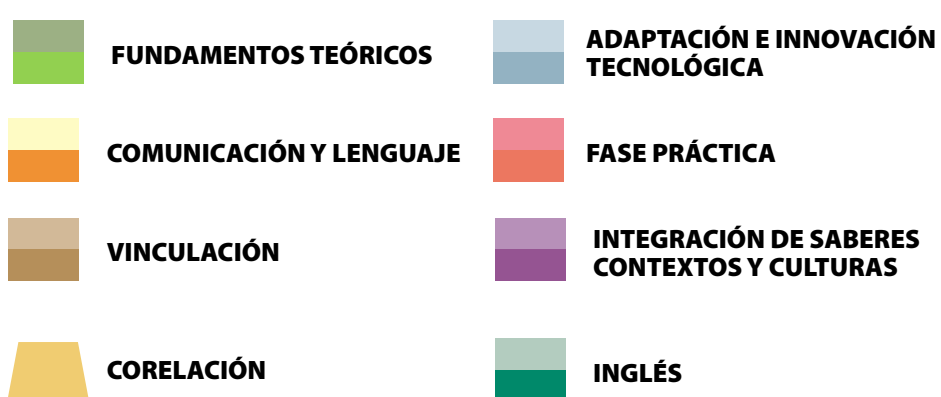 FUNDAMENTOS TEÓRICOS
ADAPTACIÓN E INNOVACIÓN
TECNOLÓGICA
COMUNICACIÓN Y LENGUAJE
FASE PRÁCTICA
VINCULACIÓN
INTEGRACIÓN DE SABERES
CONTEXTOS Y CULTURAS
CORELACIÓN
INGLÉS